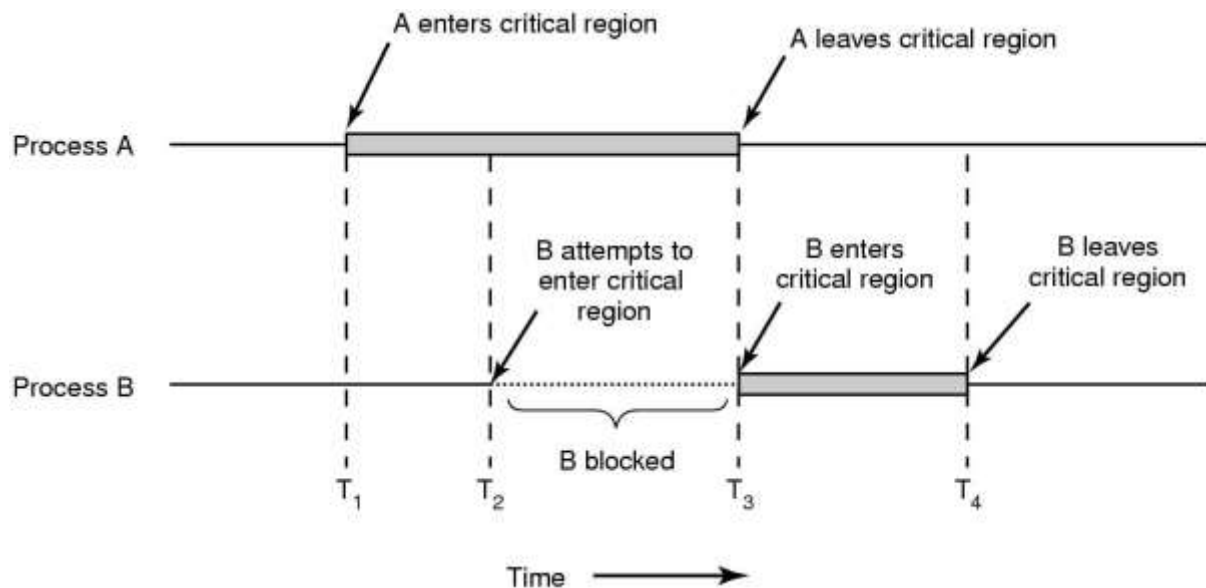 A enters critical region
A leaves critical region
Process A
B attempts to
enter critical
region
B enters
critical region
B leaves
critical region
Process B
B blocked
T₁
T₂
T₃
T₄
Time